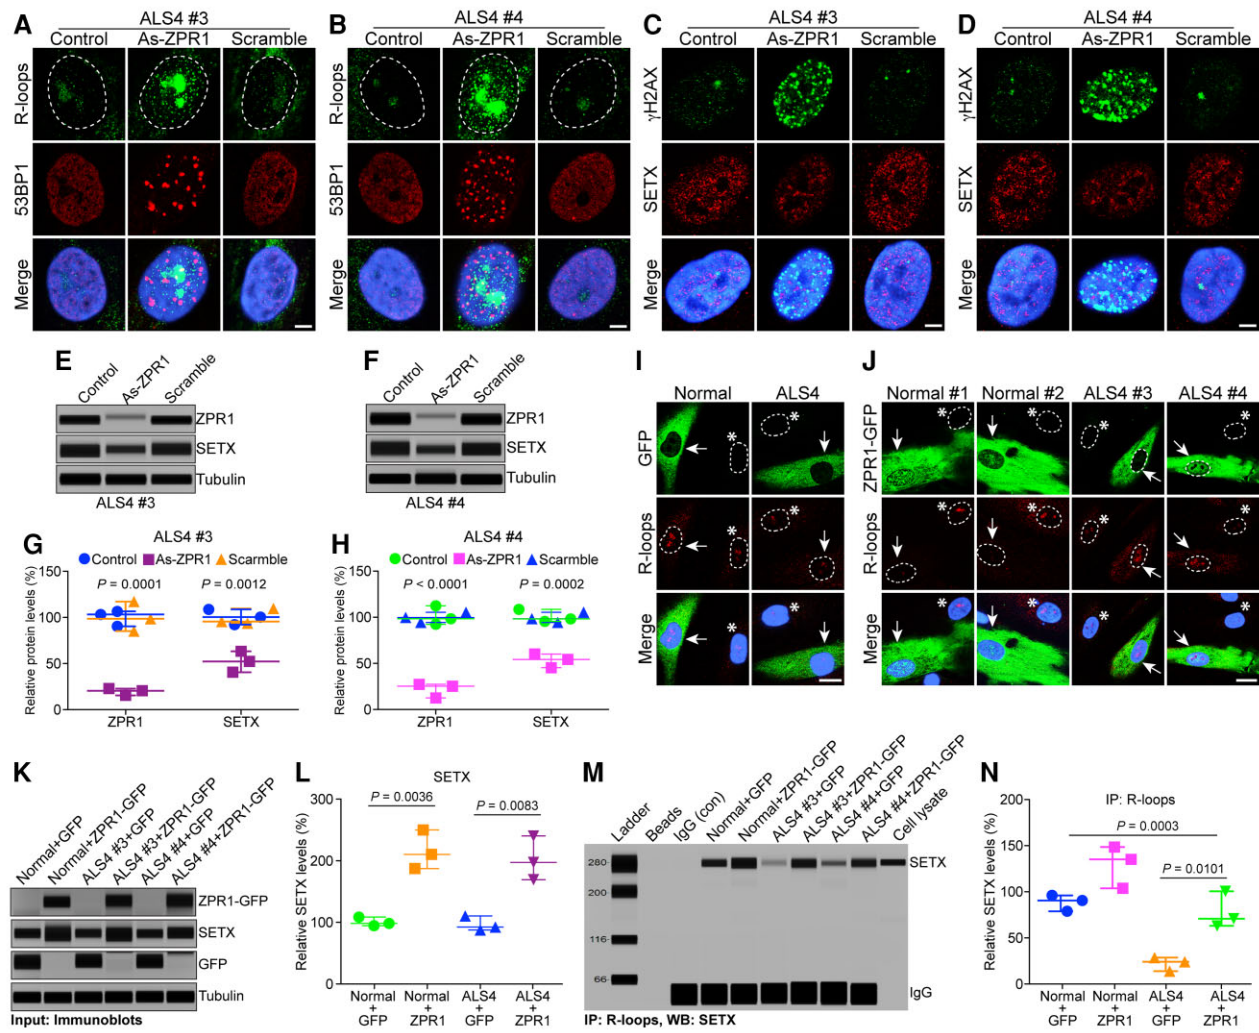 A
ALS4 #3
Control As-ZPR1 Scramble
R-loops
53BP1
Merge
B
ALS4 #4
Control As-ZPR1 Scramble
R-loops
53BP1
Merge
C
ALS4 #3
Control As-ZPR1 Scramble
γH2AX
SETX
Merge
D
ALS4 #4
Control As-ZPR1 Scramble
γH2AX
SETX
Merge
E
Control As-ZPR1 Scramble
ZPR1
SETX
Tubulin
ALS4 #3
F
Control As-ZPR1 Scramble
ZPR1
SETX
Tubulin
ALS4 #4
G
ALS4 #3
Control As-ZPR1 Scarmble
P = 0.0001 P = 0.0012
Relative protein levels (%)
150
100
50
0
ZPR1 SETX
H
ALS4 #4
Control As-ZPR1 Scramble
P < 0.0001 P = 0.0002
Relative protein levels (%)
150
100
50
0
ZPR1 SETX
I
Normal ALS4
GFP
R-loops
Merge
* * * * * *
J
Normal #1 Normal #2 ALS4 #3 ALS4 #4
ZPR1-GFP
R-loops
Merge
* * * * * * * * * * * *
K
Normal+GFP
Normal+ZPR1-GFP
ALS4 #3+GFP
ALS4 #3+ZPR1-GFP
ALS4 #4+GFP
ALS4 #4+ZPR1-GFP
ZPR1-GFP
SETX
GFP
Tubulin
Input: Immunoblots
L
SETX
P = 0.0036
P = 0.0083
Relative SETX levels (%)
300
200
100
0
Normal + GFP
Normal + ZPR1
ALS4 + GFP
ALS4 + ZPR1
M
Ladder
Beads
IgG (con)
Normal+GFP
Normal+ZPR1-GFP
ALS4 #3+GFP
ALS4 #3+ZPR1-GFP
ALS4 #4+GFP
ALS4 #4+ZPR1-GFP
Cell lysate
280
200
116
66
SETX
IgG
IP: R-loops, WB: SETX
N
IP: R-loops
P = 0.0003
P = 0.0101
Relative SETX levels (%)
200
150
100
50
0
Normal + GFP
Normal + ZPR1
ALS4 + GFP
ALS4 + ZPR1